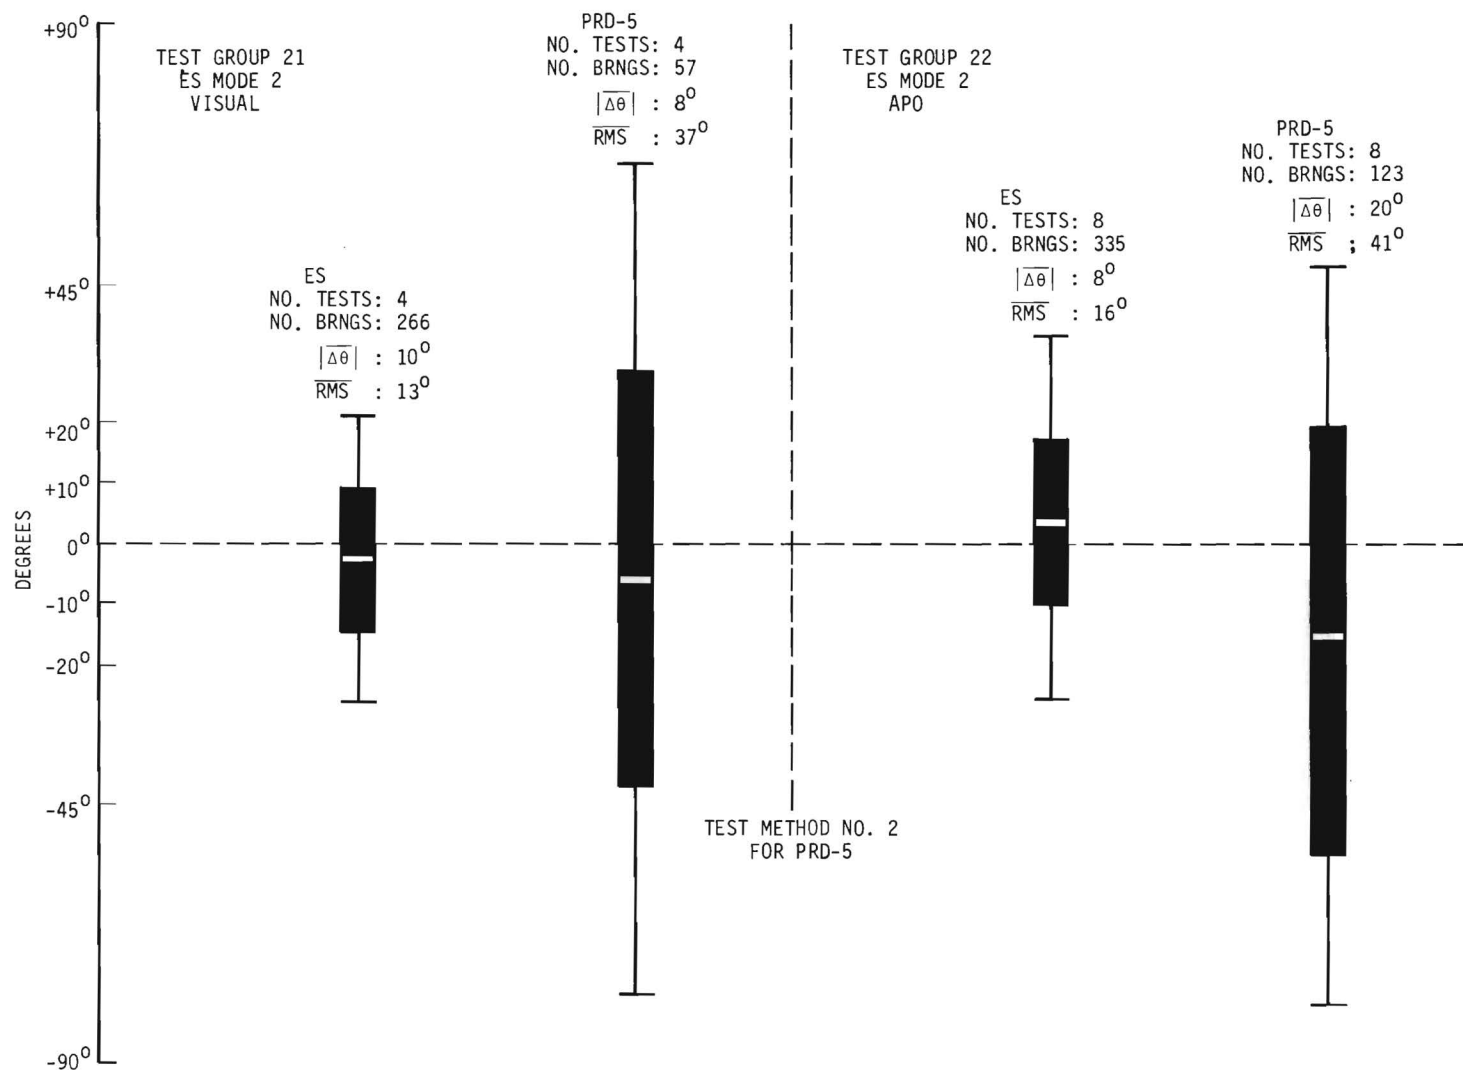 +90°
+45°
+20°
+10°
0°
-10°
-20°
-45°
-90°
DEGREES
TEST GROUP 21
ES MODE 2
VISUAL
ES
NO. TESTS: 4
NO. BRNGS: 266
|Δθ| : 10°
RMS : 13°
PRD-5
NO. TESTS: 4
NO. BRNGS: 57
|Δθ| : 8°
RMS : 37°
TEST METHOD NO. 2
FOR PRD-5
TEST GROUP 22
ES MODE 2
APO
ES
NO. TESTS: 8
NO. BRNGS: 335
|Δθ| : 8°
RMS : 16°
PRD-5
NO. TESTS: 8
NO. BRNGS: 123
|Δθ| : 20°
RMS ; 41°